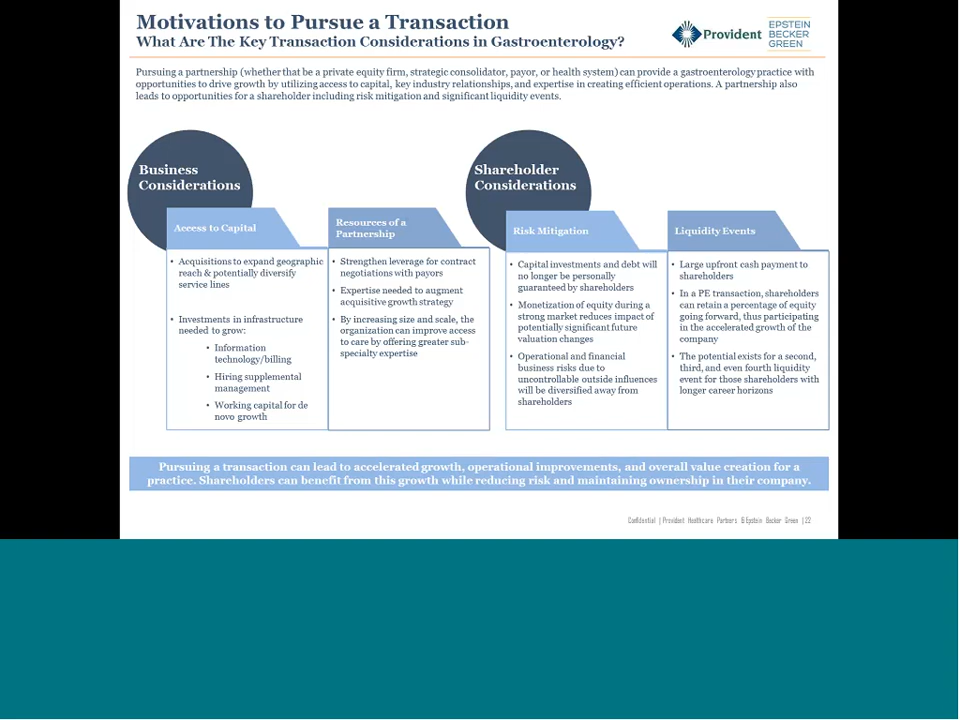 Motivations to Pursue a Transaction
What Are The Key Transaction Considerations in Gastroenterology?
Provident
EPSTEIN
BECKER
GREEN
Pursuing a partnership (whether that be a private equity firm, strategic consolidator, payor, or health system) can provide a gastroenterology practice with
opportunities to drive growth by utilizing access to capital, key industry relationships, and expertise in creating efficient operations. A partnership also
leads to opportunities for a shareholder including risk mitigation and significant liquidity events.
Business
Considerations
Access to Capital
• Acquisitions to expand geographic
reach & potentially diversify
service lines
• Investments in infrastructure
needed to grow:
• Information
technology/billing
• Hiring supplemental
management
• Working capital for de
novo growth
Resources of a
Partnership
• Strengthen leverage for contract
negotiations with payors
• Expertise needed to augment
acquisitive growth strategy
• By increasing size and scale, the
organization can improve access
to care by offering greater sub-
specialty expertise
Shareholder
Considerations
Risk Mitigation
• Capital investments and debt will
no longer be personally
guaranteed by shareholders
• Monetization of equity during a
strong market reduces impact of
potentially significant future
valuation changes
• Operational and financial
business risks due to
uncontrollable outside influences
will be diversified away from
shareholders
Liquidity Events
• Large upfront cash payment to
shareholders
• In a PE transaction, shareholders
can retain a percentage of equity
going forward, thus participating
in the accelerated growth of the
company
• The potential exists for a second,
third, and even fourth liquidity
event for those shareholders with
longer career horizons
Pursuing a transaction can lead to accelerated growth, operational improvements, and overall value creation for a
practice. Shareholders can benefit from this growth while reducing risk and maintaining ownership in their company.
Confidential | Provident Healthcare Partners & Epstein Becker Green | 22